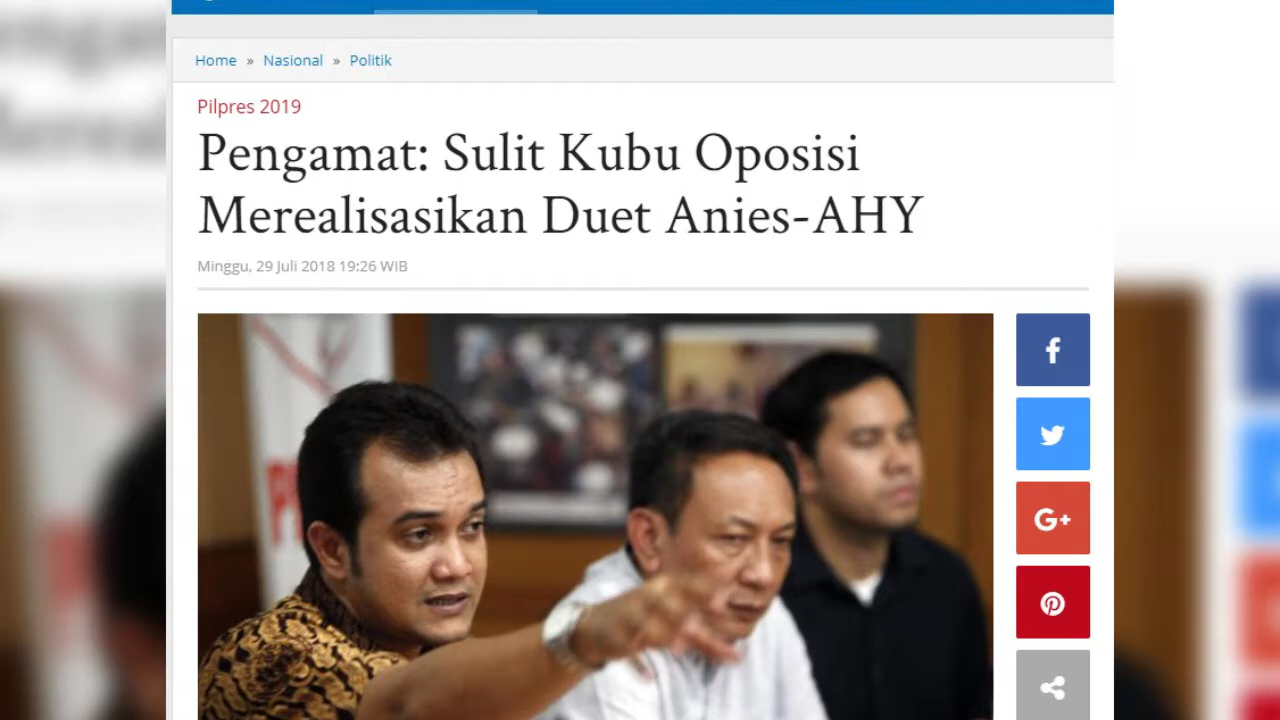 Home » Nasional » Politik
Pilpres 2019
Pengamat: Sulit Kubu Oposisi
Merealisasikan Duet Anies-AHY
Minggu, 29 Juli 2018 19:26 WIB
G+